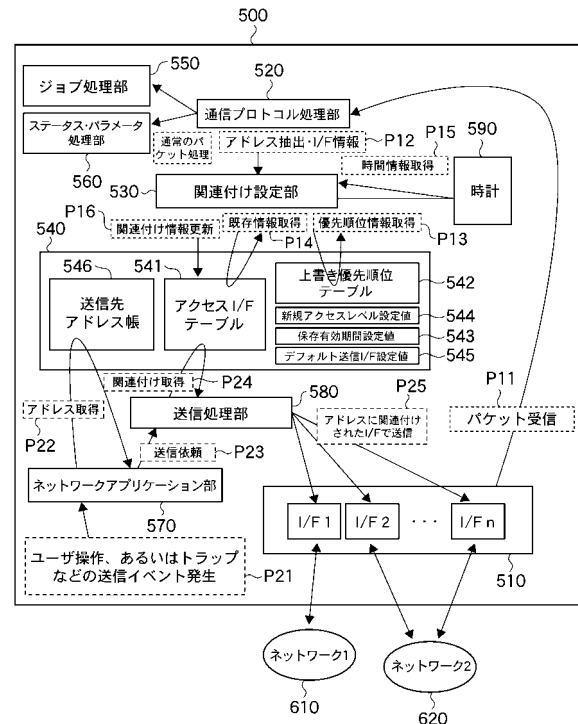 500
550
ジョブ処理部
520
通信プロトコル処理部
ステータス・パラメータ
処理部
560
通常のパ
ケット処理
アドレス抽出・I/F情報
P12
P15
590
時間情報取得
時計
530
関連付け設定部
P16
関連付け情報更新
既存情報取得
P14
優先順位情報取得
P13
540
546
送信先
アドレス帳
541
アクセスI/F
テーブル
上書き優先順位
テーブル
542
新規アクセスレベル設定値
544
保存有効期間設定値
543
デフォルト送信I/F設定値
545
関連付け取得
P24
580
送信処理部
P25
アドレス取得
P22
送信依頼
P23
アドレスに関連付け
されたI/Fで送信
P11
パケット受信
ネットワークアプリケーション部
570
I/F 1
I/F 2
・・・
I/F n
510
ユーザ操作、あるいはトラップ
などの送信イベント発生
P21
ネットワーク1
610
ネットワーク2
620